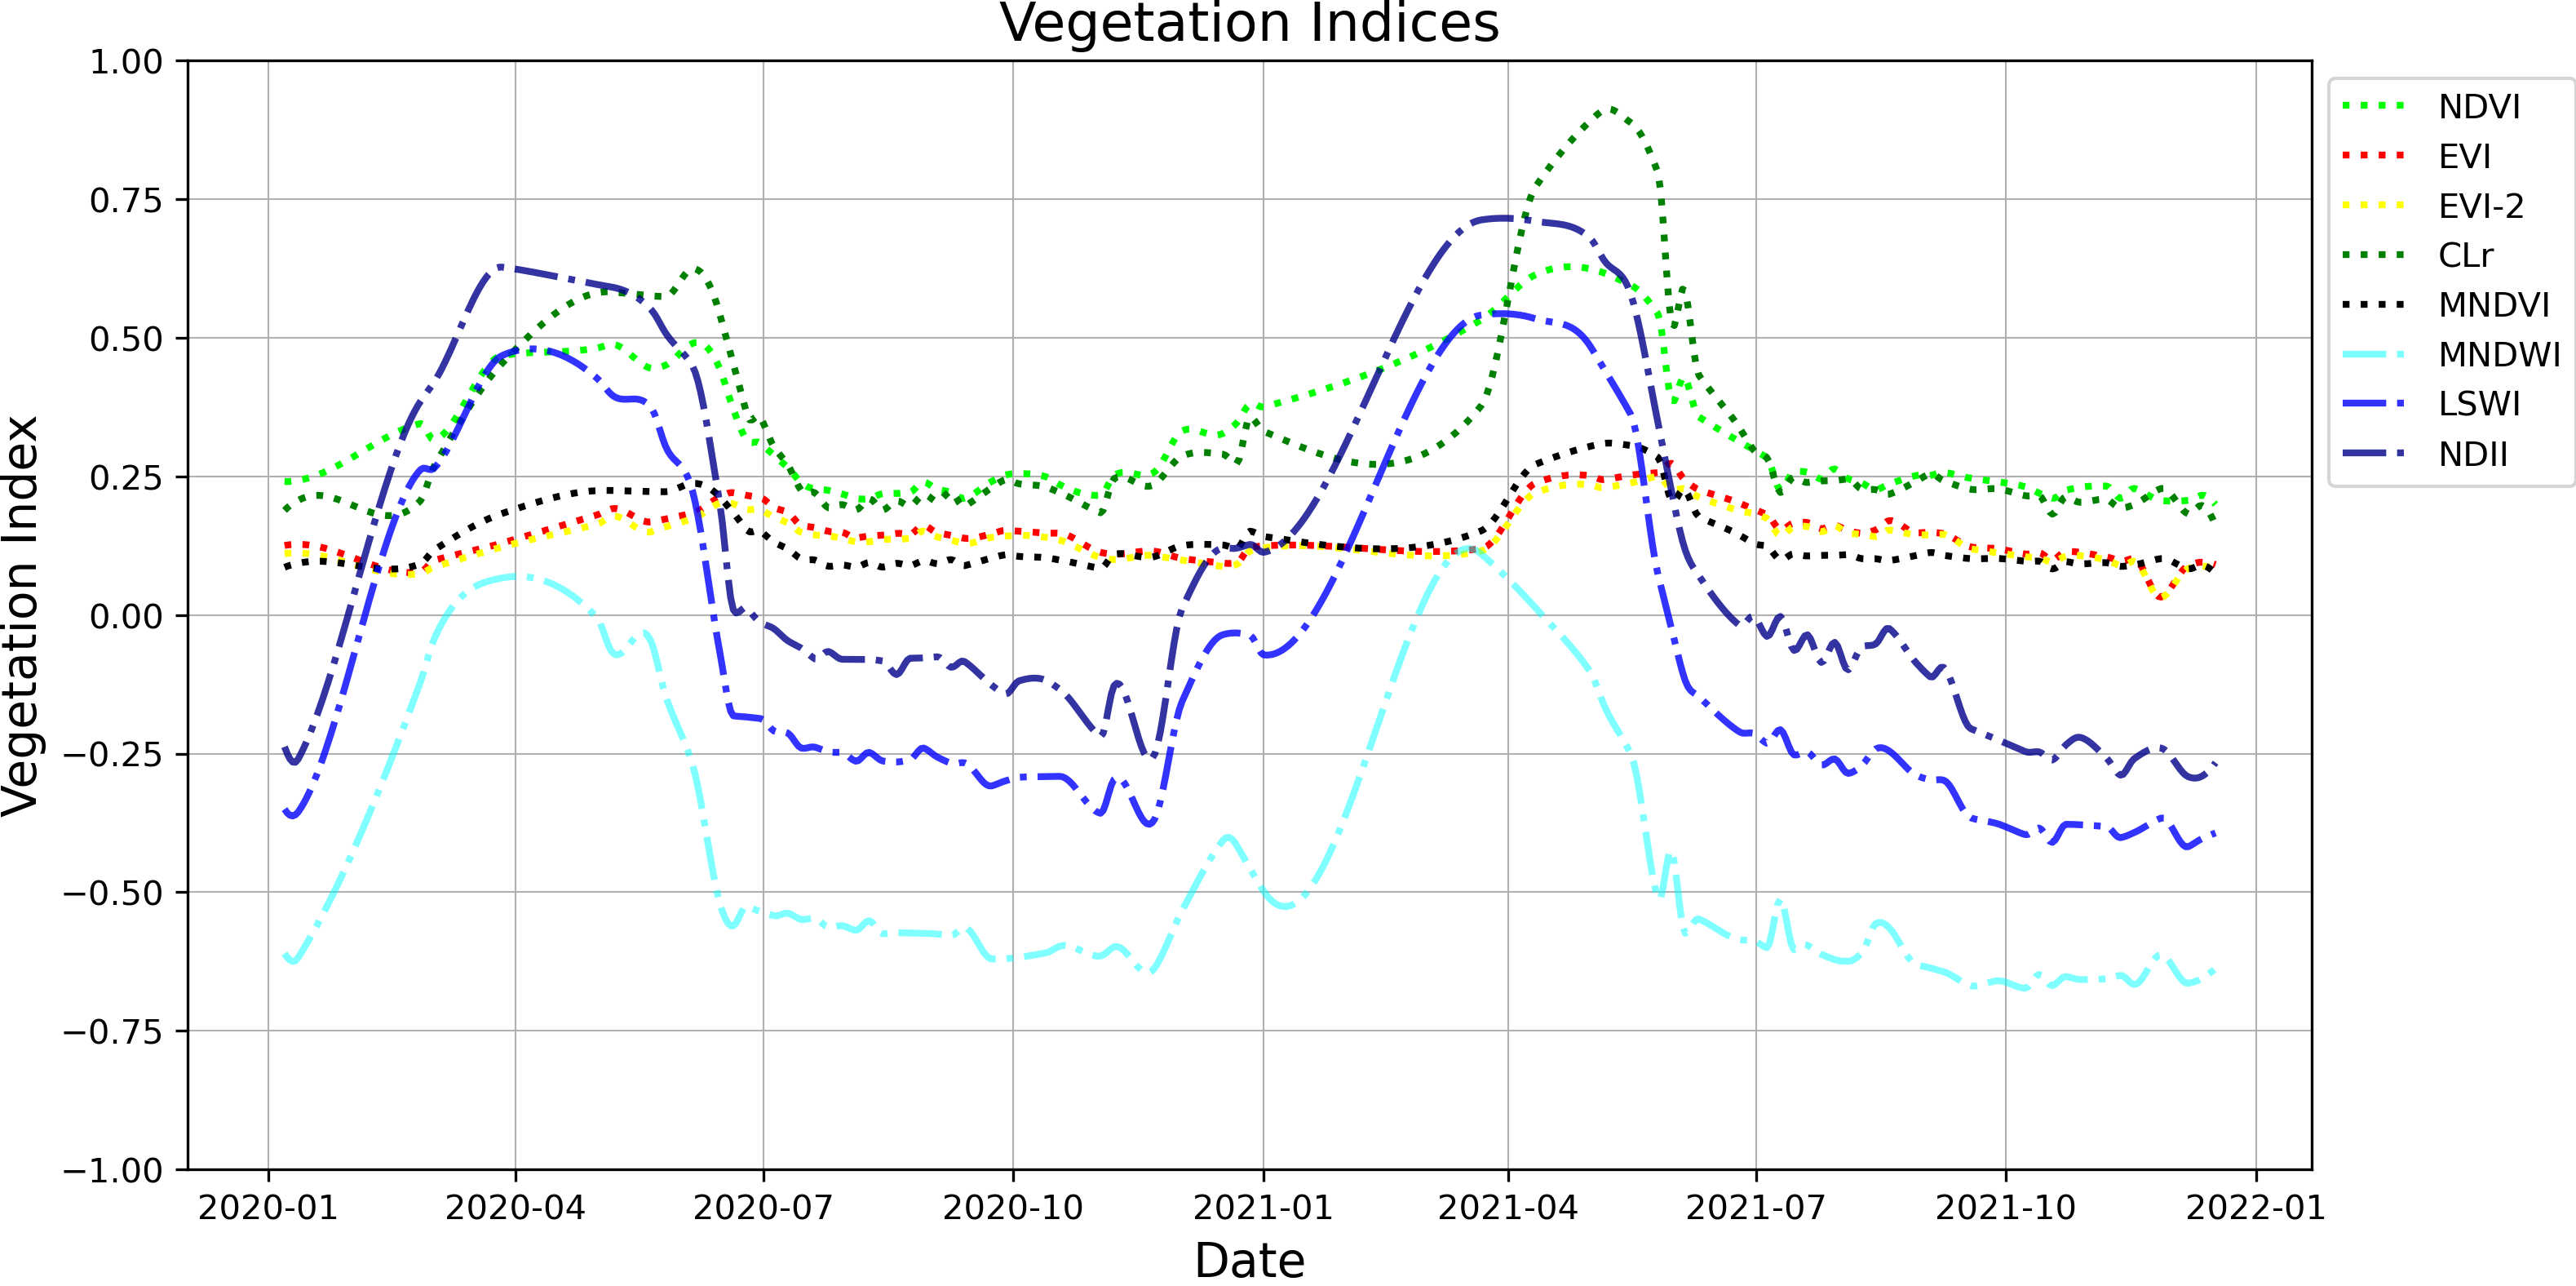 Vegetation Indices
Vegetation Index
1.00
0.75
0.50
0.25
0.00
−0.25
−0.50
−0.75
−1.00
2020-01
2020-04
2020-07
2020-10
2021-01
2021-04
2021-07
2021-10
2022-01
Date
NDVI
EVI
EVI-2
CLr
MNDVI
MNDWI
LSWI
NDII